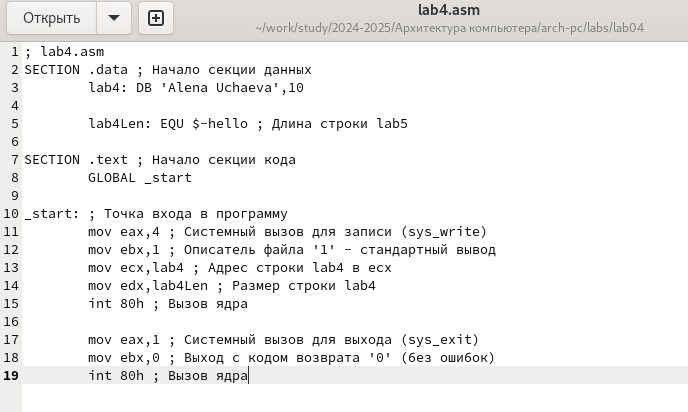 Открыть
lab4.asm
~/work/study/2024-2025/Архитектура компьютера/arch-pc/labs/lab04
1 ; lab4.asm
2 SECTION .data ; Начало секции данных
3 lab4: DB 'Alena Uchaeva',10
4
5 lab4Len: EQU $-hello ; Длина строки lab5
6
7 SECTION .text ; Начало секции кода
8 GLOBAL _start
9
10 _start: ; Точка входа в программу
11 mov eax,4 ; Системный вызов для записи (sys_write)
12 mov ebx,1 ; Описатель файла '1' - стандартный вывод
13 mov ecx,lab4 ; Адрес строки lab4 в ecx
14 mov edx,lab4Len ; Размер строки lab4
15 int 80h ; Вызов ядра
16
17 mov eax,1 ; Системный вызов для выхода (sys_exit)
18 mov ebx,0 ; Выход с кодом возврата '0' (без ошибок)
19 int 80h ; Вызов ядра